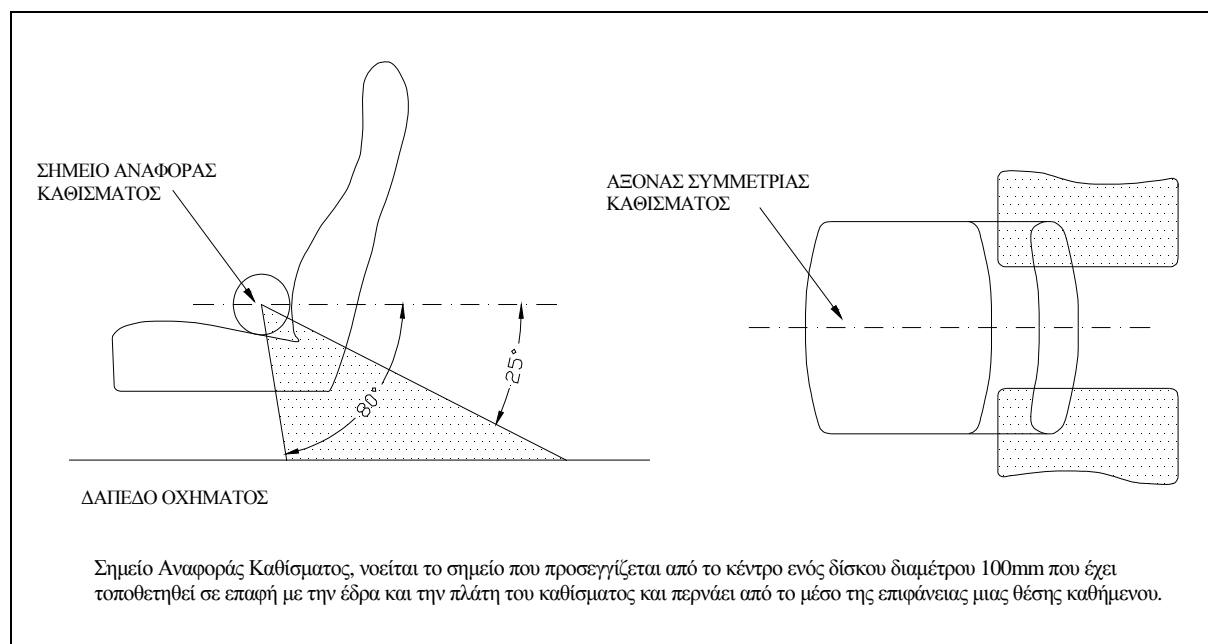 ΣΗΜΕΙΟ ΑΝΑΦΟΡΑΣ
ΚΑΘΙΣΜΑΤΟΣ
ΑΞΟΝΑΣ ΣΥΜΜΕΤΡΙΑΣ
ΚΑΘΙΣΜΑΤΟΣ
25°
80°
ΔΑΠΕΔΟ ΟΧΗΜΑΤΟΣ
Σημείο Αναφοράς Καθίσματος, νοείται το σημείο που προσεγγίζεται από το κέντρο ενός δίσκου διαμέτρου 100mm που έχει
τοποθετηθεί σε επαφή με την έδρα και την πλάτη του καθίσματος και περνάει από το μέσο της επιφάνειας μιας θέσης καθήμενου.